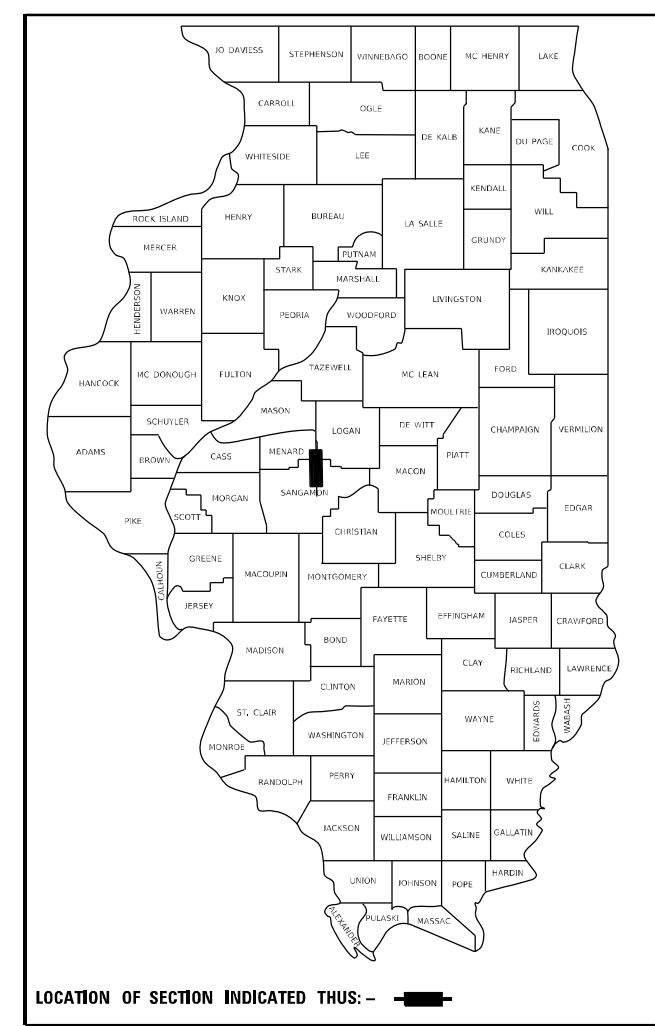 JO DAVIESS STEPHENSON WINNEBAGO BOONE MC HENRY LAKE
CARROLL OGLE
DE KALB KANE DU PAGE COOK
WHITESIDE LEE
KENDALL
ROCK ISLAND HENRY BUREAU LA SALLE GRUNDY WILL
MERCER PUTNAM
STARK MARSHALL KANKAKEE
HENDERSON WARREN KNOX PEORIA WOODFORD LIVINGSTON
IROQUOIS
HANCOCK MC DONOUGH FULTON TAZEWELL MC LEAN FORD
MASON
SCHUYLER LOGAN DE WITT CHAMPAIGN VERMILION
ADAMS BROWN CASS MENARD PIATT
MACON
PIKE SCOTT MORGAN SANGAMON MOULTRIE DOUGLAS EDGAR
CHRISTIAN COLES
GREENE SHELBY
CALHOUN MACOUPIN MONTGOMERY CUMBERLAND CLARK
JERSEY FAYETTE EFFINGHAM JASPER CRAWFORD
BOND
MADISON CLAY RICHLAND LAWRENCE
CLINTON MARION
ST. CLAIR WAYNE EDWARDS WABASH
MONROE WASHINGTON JEFFERSON
RANDOLPH PERRY HAMILTON WHITE
FRANKLIN
JACKSON WILLIAMSON SALINE GALLATIN
UNION JOHNSON POPE HARDIN
ALEXANDER PULASKI MASSAC
LOCATION OF SECTION INDICATED THUS: –